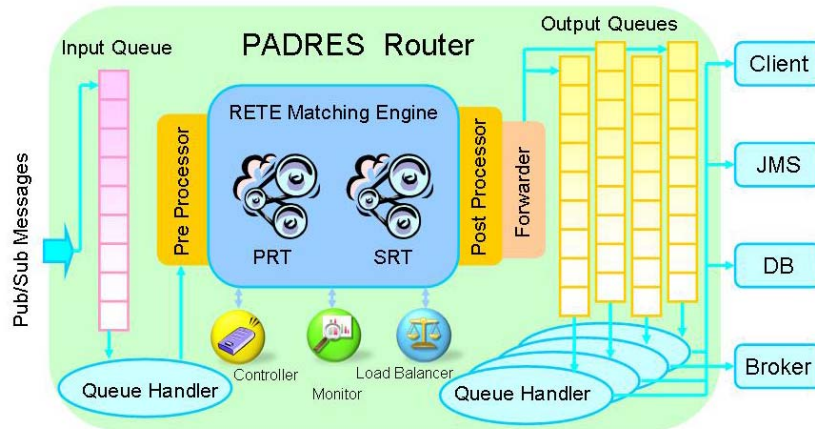 PADRES Router
Input Queue
Output Queues
Pub/Sub Messages
Pre Processor
RETE Matching Engine
PRT
SRT
Post Processor
Forwarder
Client
JMS
DB
Broker
Controller
Monitor
Load Balancer
Queue Handler
Queue Handler